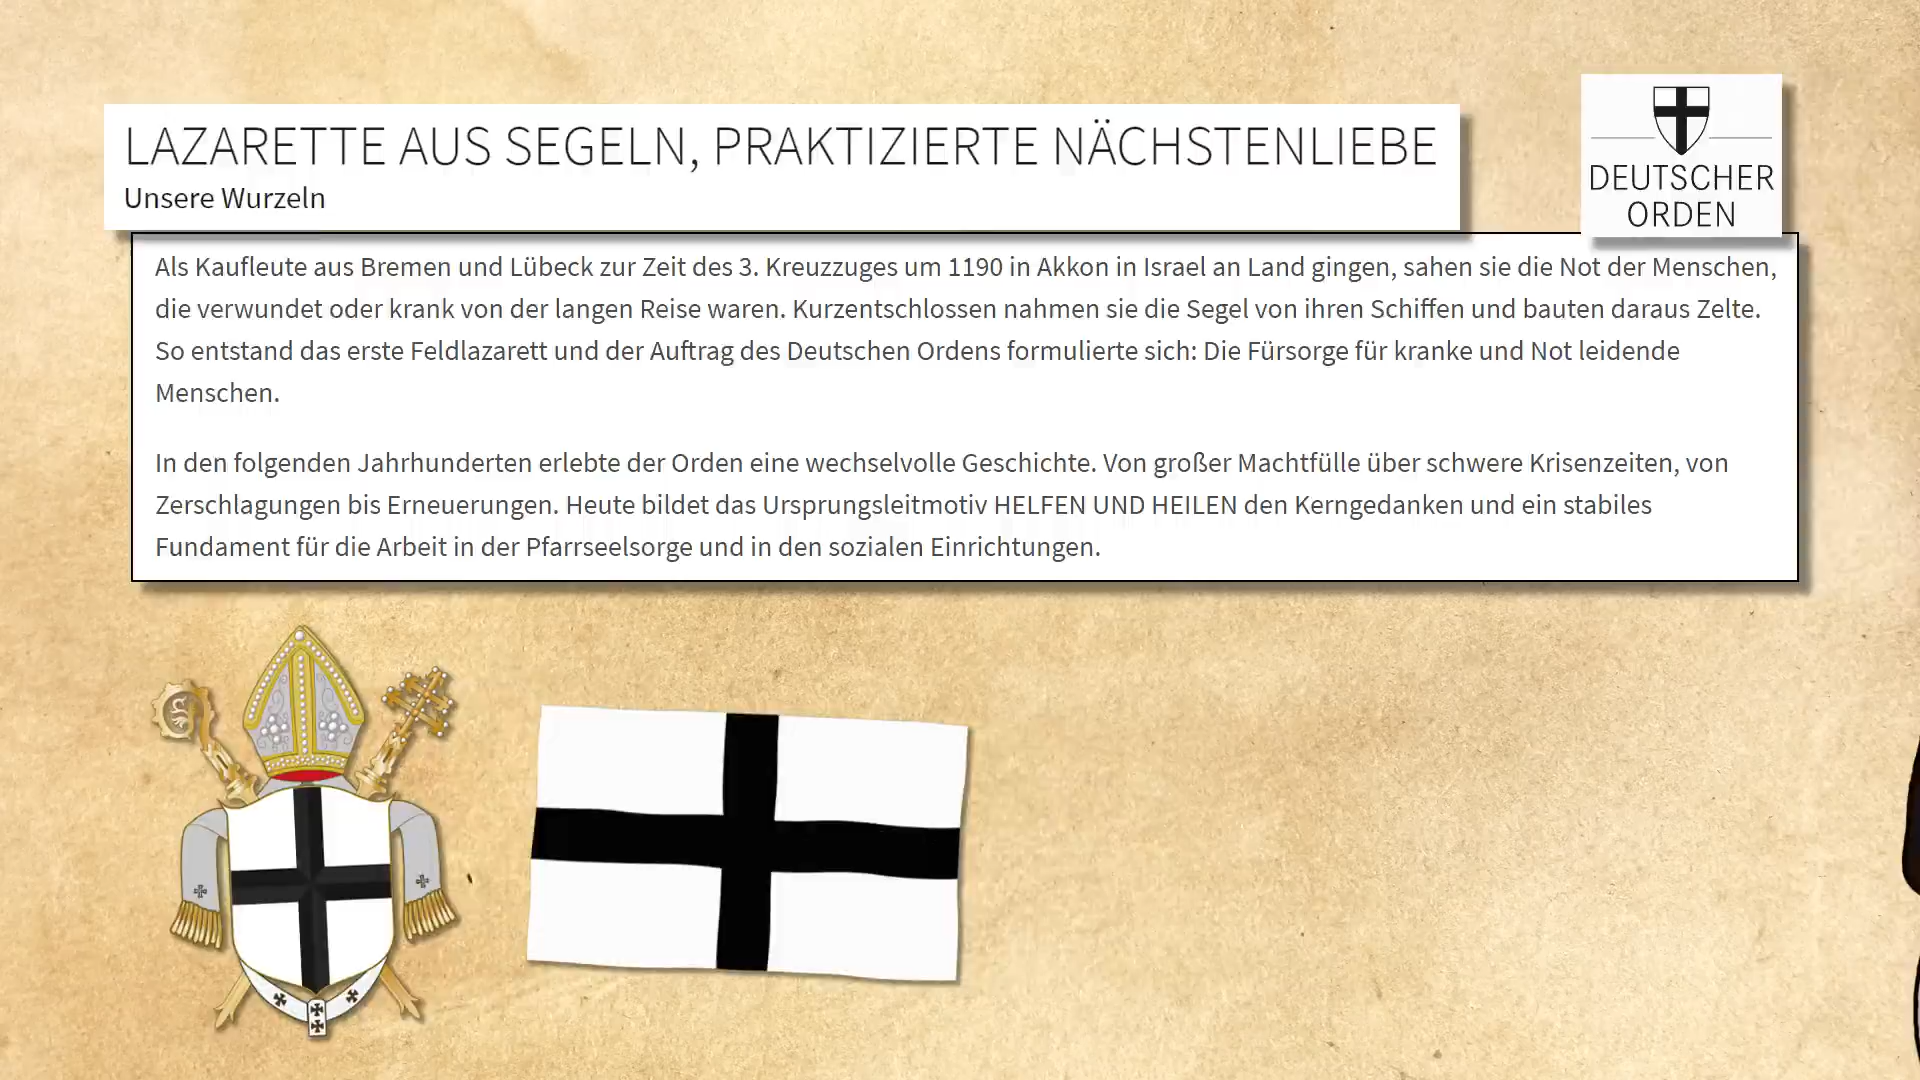 LAZARETTE AUS SEGELN, PRAKTIZIERTE NÄCHSTENLIEBE
Unsere Wurzeln
DEUTSCHER
ORDEN
Als Kaufleute aus Bremen und Lübeck zur Zeit des 3. Kreuzzuges um 1190 in Akkon in Israel an Land gingen, sahen sie die Not der Menschen,
die verwundet oder krank von der langen Reise waren. Kurzentschlossen nahmen sie die Segel von ihren Schiffen und bauten daraus Zelte.
So entstand das erste Feldlazarett und der Auftrag des Deutschen Ordens formulierte sich: Die Fürsorge für kranke und Not leidende
Menschen.
In den folgenden Jahrhunderten erlebte der Orden eine wechselvolle Geschichte. Von großer Machtfülle über schwere Krisenzeiten, von
Zerschlagungen bis Erneuerungen. Heute bildet das Ursprungsleitmotiv HELFEN UND HEILEN den Kerngedanken und ein stabiles
Fundament für die Arbeit in der Pfarrseelsorge und in den sozialen Einrichtungen.